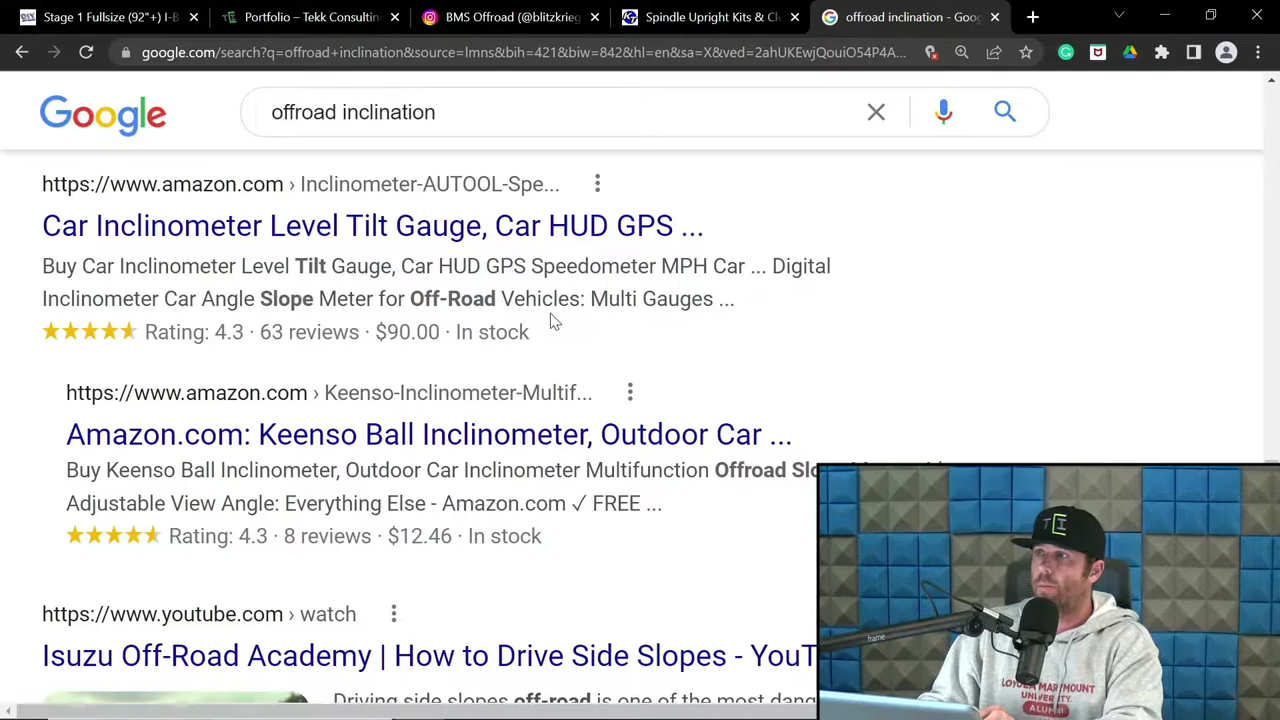 Stage 1 Fullsize (92"+) I-B
Portfolio – Tekk Consultin
BMS Offroad (@blitzkrieg
Spindle Upright Kits & Cl
offroad inclination - Goog
google.com/search?q=offroad+inclination&source=lmns&bih=421&biw=842&hl=en&sa=X&ved=2ahUKEwjQouiO54P4A...
Google
offroad inclination
https://www.amazon.com › Inclinometer-AUTOOL-Spe...
Car Inclinometer Level Tilt Gauge, Car HUD GPS ...
Buy Car Inclinometer Level Tilt Gauge, Car HUD GPS Speedometer MPH Car ... Digital
Inclinometer Car Angle Slope Meter for Off-Road Vehicles: Multi Gauges ...
Rating: 4.3 · 63 reviews · $90.00 · In stock
https://www.amazon.com › Keenso-Inclinometer-Multif...
Amazon.com: Keenso Ball Inclinometer, Outdoor Car ...
Buy Keenso Ball Inclinometer, Outdoor Car Inclinometer Multifunction Offroad Slo
Adjustable View Angle: Everything Else - Amazon.com ✓ FREE ...
Rating: 4.3 · 8 reviews · $12.46 · In stock
https://www.youtube.com › watch
Isuzu Off-Road Academy | How to Drive Side Slopes - YouT
Driving side slopes off-road is one of the most dang
frame
LOYOLA MARYMOUNT
UNIVERSITY
ALUMNI